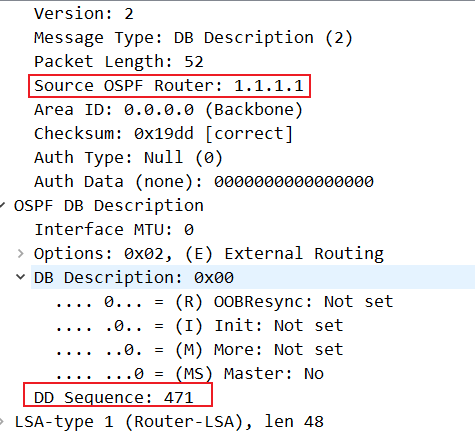 Version: 2
Message Type: DB Description (2)
Packet Length: 52
Source OSPF Router: 1.1.1.1
Area ID: 0.0.0.0 (Backbone)
Checksum: 0x19dd [correct]
Auth Type: Null (0)
Auth Data (none): 0000000000000000
OSPF DB Description
Interface MTU: 0
Options: 0x02, (E) External Routing
DB Description: 0x00
.... 0... = (R) OOBResync: Not set
.... .0.. = (I) Init: Not set
.... ..0. = (M) More: Not set
.... ...0 = (MS) Master: No
DD Sequence: 471
LSA-type 1 (Router-LSA), len 48